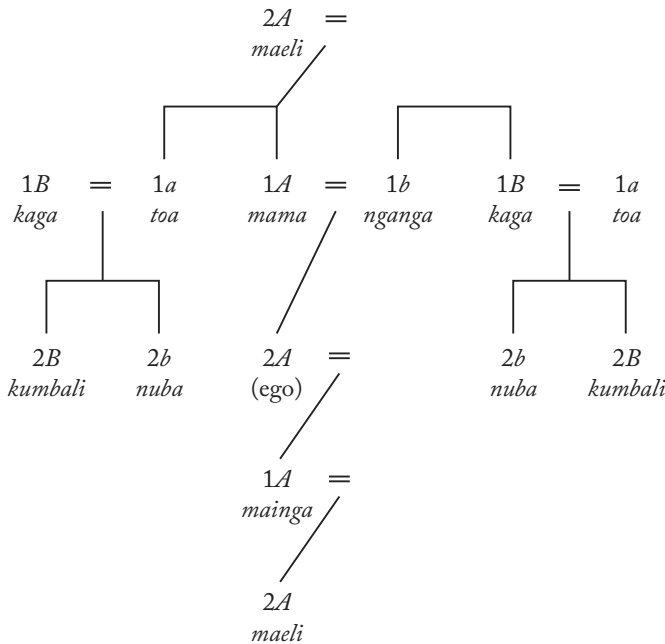 2A =
maeli
1B = 1a 1A = 1b 1B = 1a
kaga toa mama nganga kaga toa
2B 2b 2A = 2b 2B
kumbali nuba (ego) nuba kumbali
1A =
mainga
2A
maeli